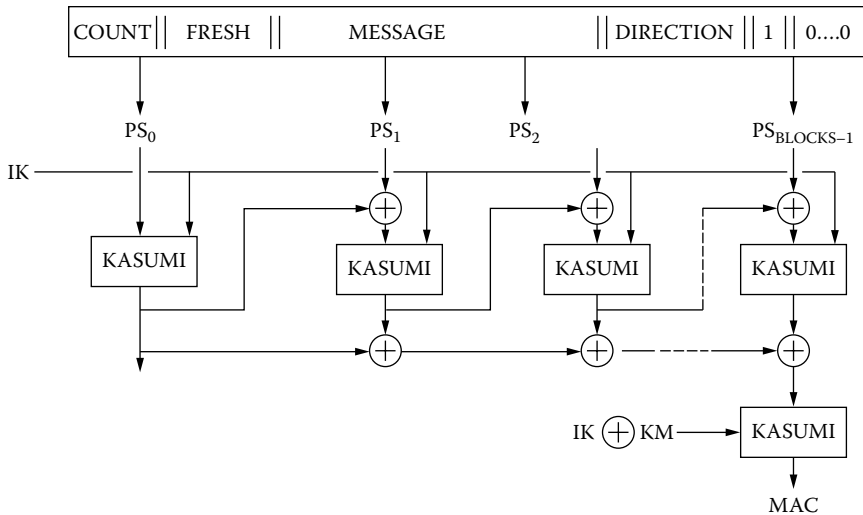 COUNT || FRESH || MESSAGE || DIRECTION || 1 || 0....0
PS0 PS1 PS2 PSBLOCKS–1
IK
KASUMI KASUMI KASUMI KASUMI
IK + KM KASUMI
MAC